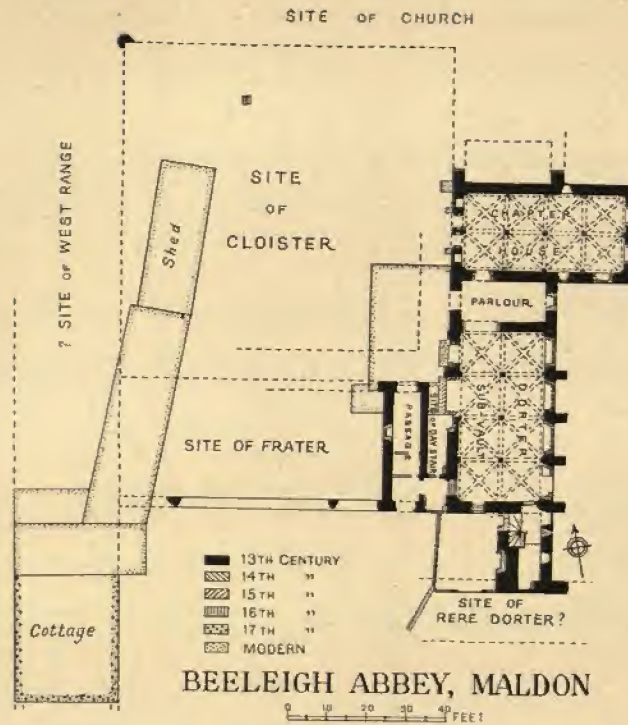 SITE OF CHURCH
? SITE OF WEST RANGE
SITE
OF
CLOISTER
Shed
CHAPTER
HOUSE
PARLOUR
DORTER
SUB-VAULT
PASSAGE
SITE
OF DAY STAIR
SITE OF FRATER
13TH CENTURY
14TH "
15TH "
16TH "
17TH "
MODERN
SITE OF
RERE DORTER?
Cottage
BEELEIGH ABBEY, MALDON
0 10 20 30 40 FEET